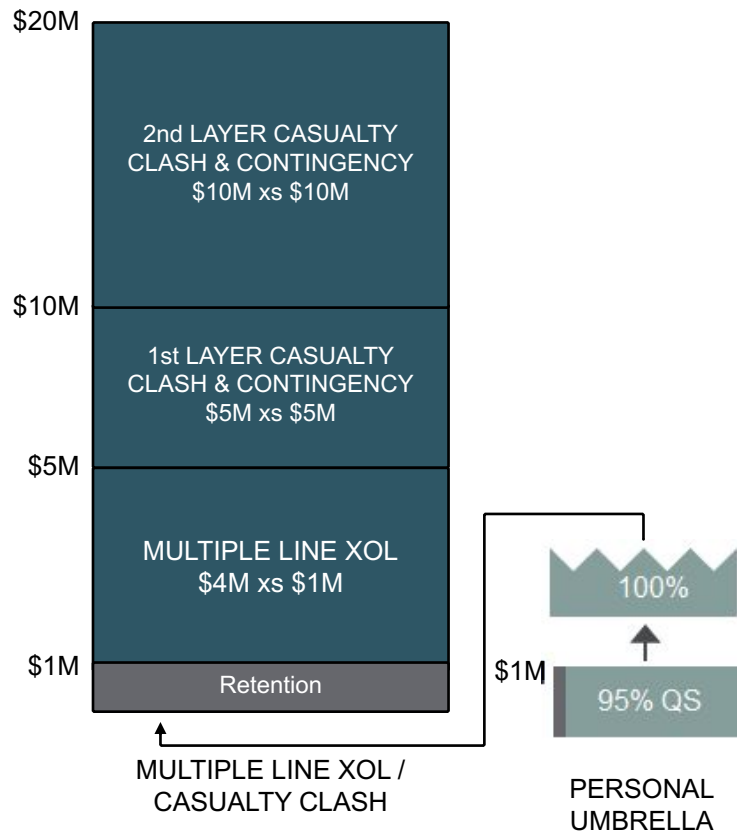 $20M
2nd LAYER CASUALTY
CLASH & CONTINGENCY
$10M xs $10M
$10M
1st LAYER CASUALTY
CLASH & CONTINGENCY
$5M xs $5M
$5M
MULTIPLE LINE XOL
$4M xs $1M
$1M
Retention
MULTIPLE LINE XOL /
CASUALTY CLASH
100%
$1M
95% QS
PERSONAL
UMBRELLA